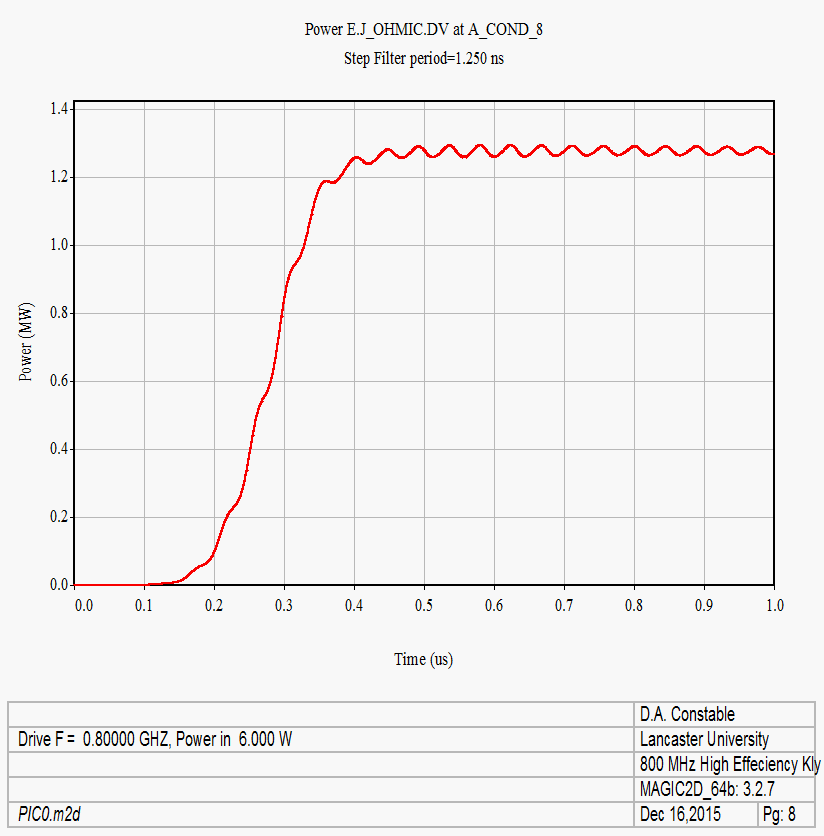 Power E.J_OHMIC.DV at A_COND_8
Step Filter period=1.250 ns
1.4
1.2
1.0
0.8
0.6
0.4
0.2
0.0
Power (MW)
0.0 0.1 0.2 0.3 0.4 0.5 0.6 0.7 0.8 0.9 1.0
Time (us)
D.A. Constable
Drive F = 0.80000 GHZ, Power in 6.000 W
Lancaster University
800 MHz High Effeciency Kly
MAGIC2D_64b: 3.2.7
PIC0.m2d
Dec 16,2015
Pg: 8